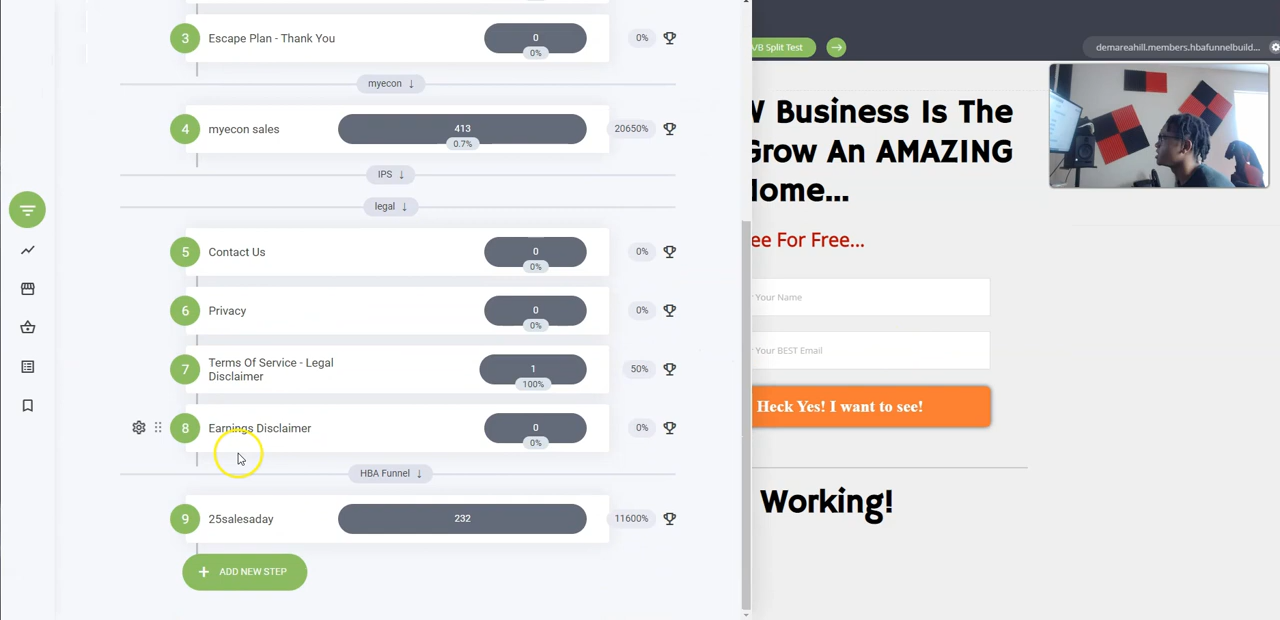 3 Escape Plan - Thank You 0 0%
0%
myecon ↓
4 myecon sales 413 20650%
0.7%
IPS ↓
legal ↓
5 Contact Us 0 0%
0%
6 Privacy 0 0%
0%
7 Terms Of Service - Legal
Disclaimer 1 50%
100%
8 Earnings Disclaimer 0 0%
0%
HBA Funnel ↓
9 25salesaday 232 11600%
+ ADD NEW STEP
/B Split Test
demareahill.members.hbafunnelbuild...
Business Is The
Grow An AMAZING
ome...
ee For Free...
Your Name
Your BEST Email
Heck Yes! I want to see!
Working!